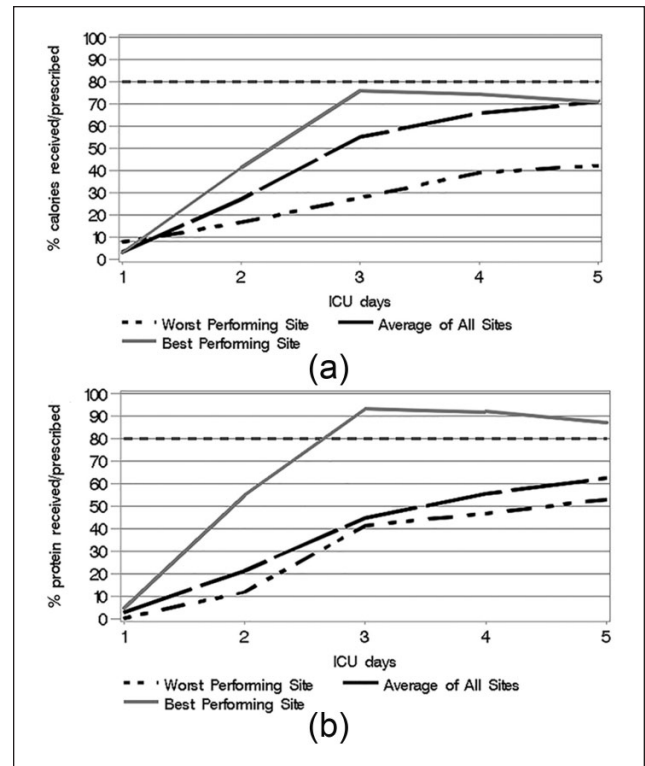 % calories received/prescribed
100
90
80
70
60
50
40
30
20
10
0
1 2 3 4 5
ICU days
Worst Performing Site Average of All Sites
Best Performing Site
(a)
% protein received/prescribed
100
90
80
70
60
50
40
30
20
10
0
1 2 3 4 5
ICU days
Worst Performing Site Average of All Sites
Best Performing Site
(b)